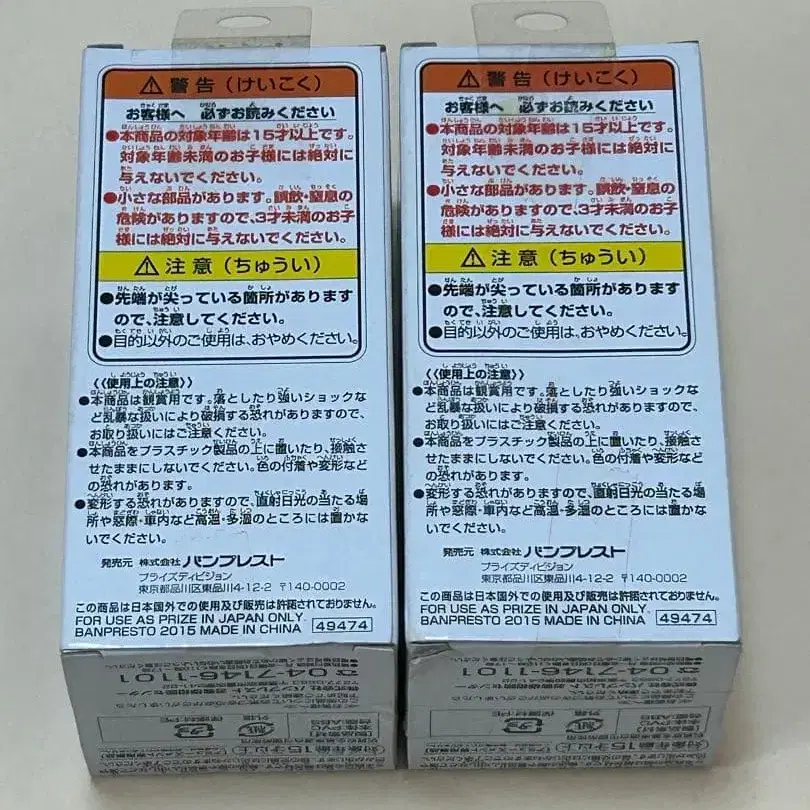 ⚠警告(けいこく)
お客様へ 必ずお読みください
●本商品の対象年齢は15才以上です。
対象年齢未満のお子様には絶対に
与えないでください。
●小さな部品があります。誤飲・窒息の
危険がありますので、3才未満のお子
様には絶対に与えないでください。
⚠注意(ちゅうい)
●先端が尖っている箇所があります
ので、注意してください。
●目的以外のご使用は、おやめください。
《使用上の注意》
●本商品は観賞用です。落としたり強いショックな
ど乱暴な扱いにより破損する恐れがありますので、
お取り扱いにはご注意ください。
●本商品をプラスチック製品の上に置いたり、接触さ
せたままにしないでください。色の付着や変形など
の恐れがあります。
●変形する恐れがありますので、直射日光の当たる場
所や窓際・車内など高温・多湿のところには置かな
いでください。
発売元 株式会社 バンプレスト
プライズディビジョン
東京都品川区東品川4-12-2 〒140-0002
この商品は日本国外での使用及び販売は許諾されておりません。
FOR USE AS PRIZE IN JAPAN ONLY.
BANPRESTO 2015 MADE IN CHINA 49474
☎04-7146-1101
対象年齢15才以上
⚠警告(けいこく)
お客様へ 必ずお読みください
●本商品の対象年齢は15才以上です。
対象年齢未満のお子様には絶対に
与えないでください。
●小さな部品があります。誤飲・窒息の
危険がありますので、3才未満のお子
様には絶対に与えないでください。
⚠注意(ちゅうい)
●先端が尖っている箇所があります
ので、注意してください。
●目的以外のご使用は、おやめください。
《使用上の注意》
●本商品は観賞用です。落としたり強いショックな
ど乱暴な扱いにより破損する恐れがありますので、
お取り扱いにはご注意ください。
●本商品をプラスチック製品の上に置いたり、接触さ
せたままにしないでください。色の付着や変形など
の恐れがあります。
●変形する恐れがありますので、直射日光の当たる場
所や窓際・車内など高温・多湿のところには置かな
いでください。
発売元 株式会社 バンプレスト
プライズディビジョン
東京都品川区東品川4-12-2 〒140-0002
この商品は日本国外での使用及び販売は許諾されておりません。
FOR USE AS PRIZE IN JAPAN ONLY.
BANPRESTO 2015 MADE IN CHINA 49474
☎04-7146-1101
対象年齢15才以上